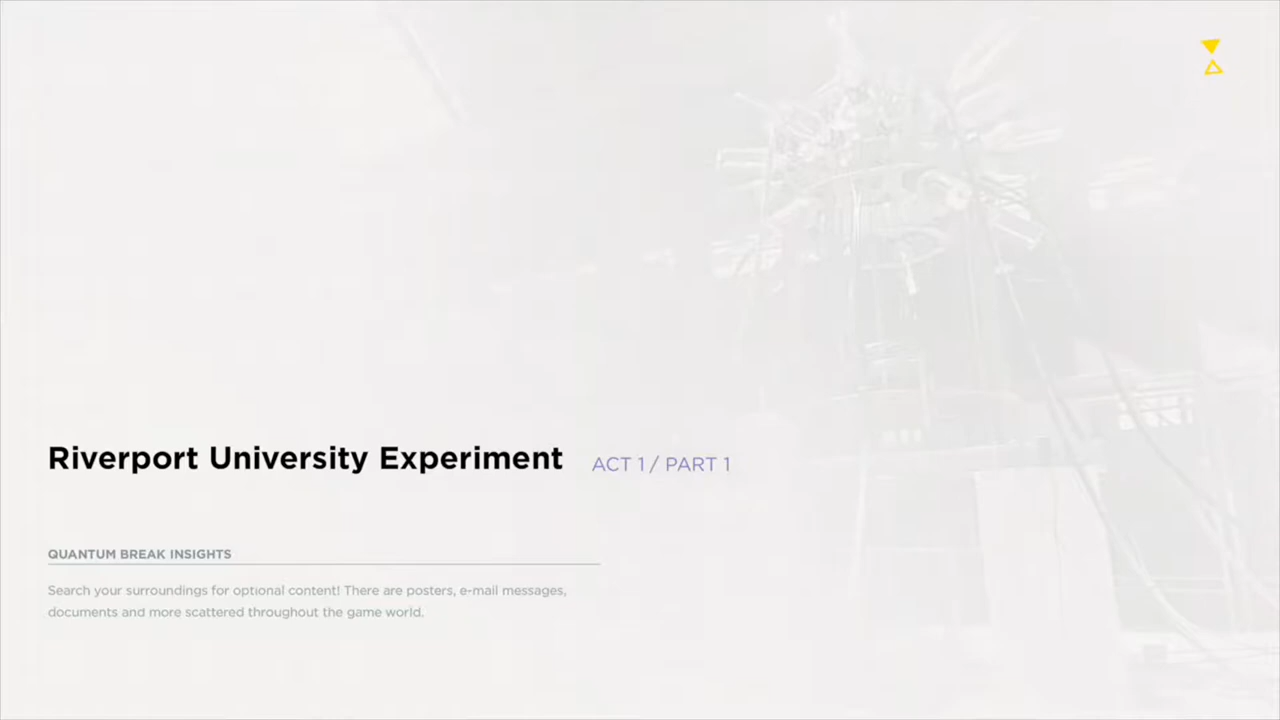 Riverport University Experiment ACT 1 / PART 1
QUANTUM BREAK INSIGHTS
Search your surroundings for optional content! There are posters, e-mail messages,
documents and more scattered throughout the game world.